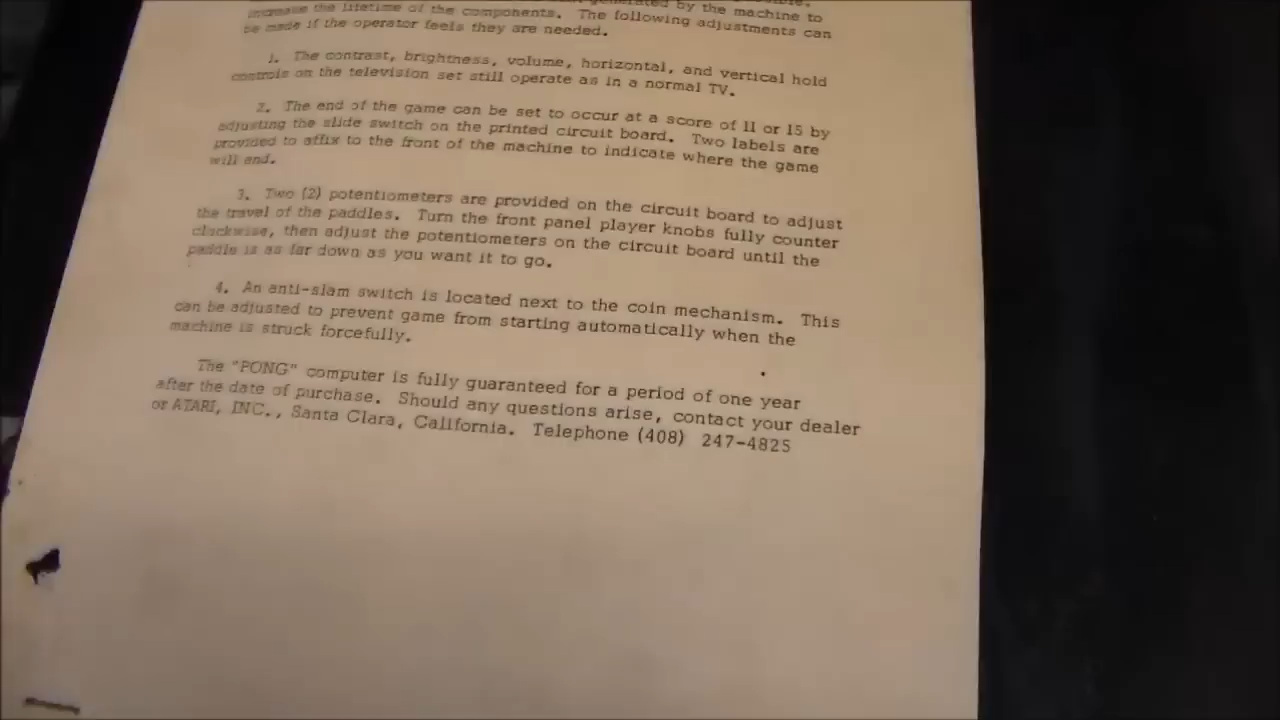 generated by the machine to
increase the lifetime of the components. The following adjustments can
be made if the operator feels they are needed.
1. The contrast, brightness, volume, horizontal, and vertical hold
controls on the television set still operate as in a normal TV.
2. The end of the game can be set to occur at a score of 11 or 15 by
adjusting the slide switch on the printed circuit board. Two labels are
provided to affix to the front of the machine to indicate where the game
will end.
3. Two (2) potentiometers are provided on the circuit board to adjust
the travel of the paddles. Turn the front panel player knobs fully counter
clockwise, then adjust the potentiometers on the circuit board until the
paddle is as far down as you want it to go.
4. An anti-slam switch is located next to the coin mechanism. This
can be adjusted to prevent game from starting automatically when the
machine is struck forcefully.
The "PONG" computer is fully guaranteed for a period of one year
after the date of purchase. Should any questions arise, contact your dealer
or ATARI, INC., Santa Clara, California. Telephone (408) 247-4825